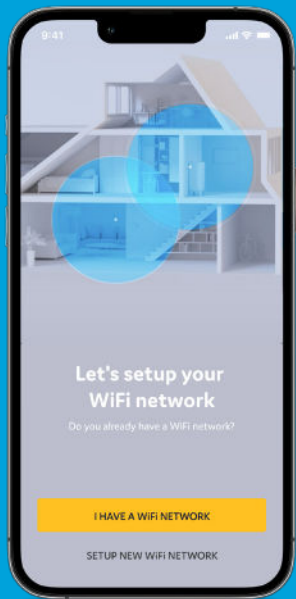 9:41
Let's setup your
WiFi network
Do you already have a WiFi network?
I HAVE A WiFi NETWORK
SETUP NEW WiFi NETWORK